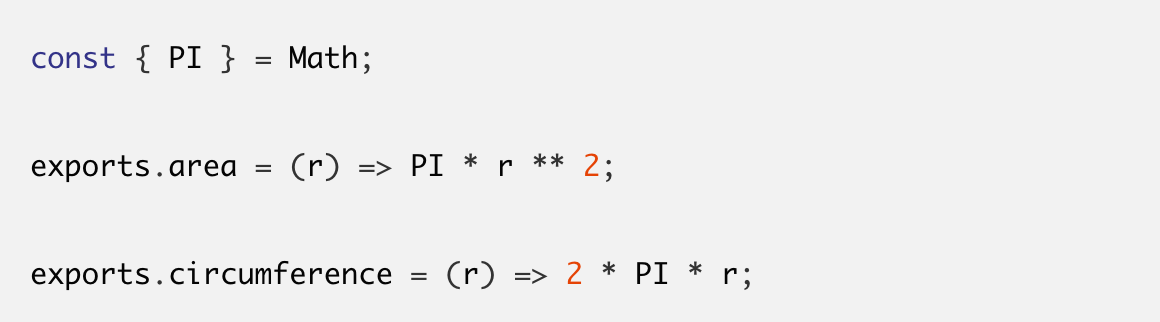 const { PI } = Math;
exports.area = (r) => PI * r ** 2;
exports.circumference = (r) => 2 * PI * r;